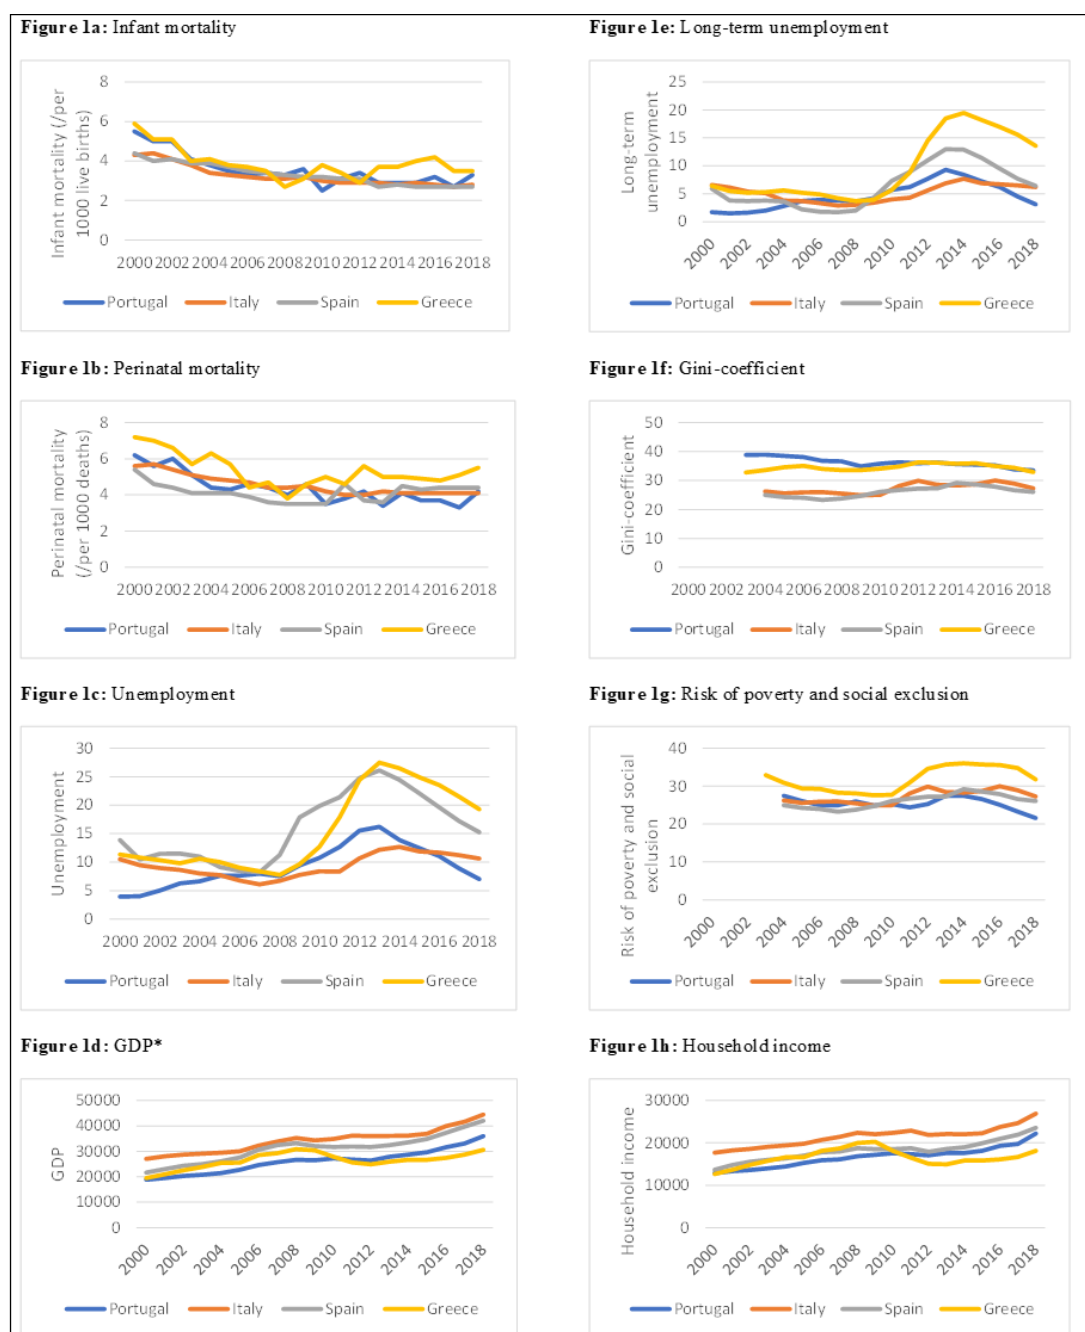 Figure 1a: Infant mortality
Infant mortality (/per
1000 live births)
8
6
4
2
0
2000 2002 2004 2006 2008 2010 2012 2014 2016 2018
Portugal Italy Spain Greece
Figure 1e: Long-term unemployment
Long-term
unemployment
25
20
15
10
5
0
2000 2002 2004 2006 2008 2010 2012 2014 2016 2018
Portugal Italy Spain Greece
Figure 1b: Perinatal mortality
Perinatal mortality
(/per 1000 deaths)
8
6
4
2
0
2000 2002 2004 2006 2008 2010 2012 2014 2016 2018
Portugal Italy Spain Greece
Figure 1f: Gini-coefficient
Gini-coefficient
50
40
30
20
10
0
2000 2002 2004 2006 2008 2010 2012 2014 2016 2018
Portugal Italy Spain Greece
Figure 1c: Unemployment
Unemployment
30
25
20
15
10
5
0
2000 2002 2004 2006 2008 2010 2012 2014 2016 2018
Portugal Italy Spain Greece
Figure 1g: Risk of poverty and social exclusion
Risk of poverty and social
exclusion
40
30
20
10
0
2000 2002 2004 2006 2008 2010 2012 2014 2016 2018
Portugal Italy Spain Greece
Figure 1d: GDP*
GDP
50000
40000
30000
20000
10000
0
2000 2002 2004 2006 2008 2010 2012 2014 2016 2018
Portugal Italy Spain Greece
Figure 1h: Household income
Household income
30000
20000
10000
0
2000 2002 2004 2006 2008 2010 2012 2014 2016 2018
Portugal Italy Spain Greece